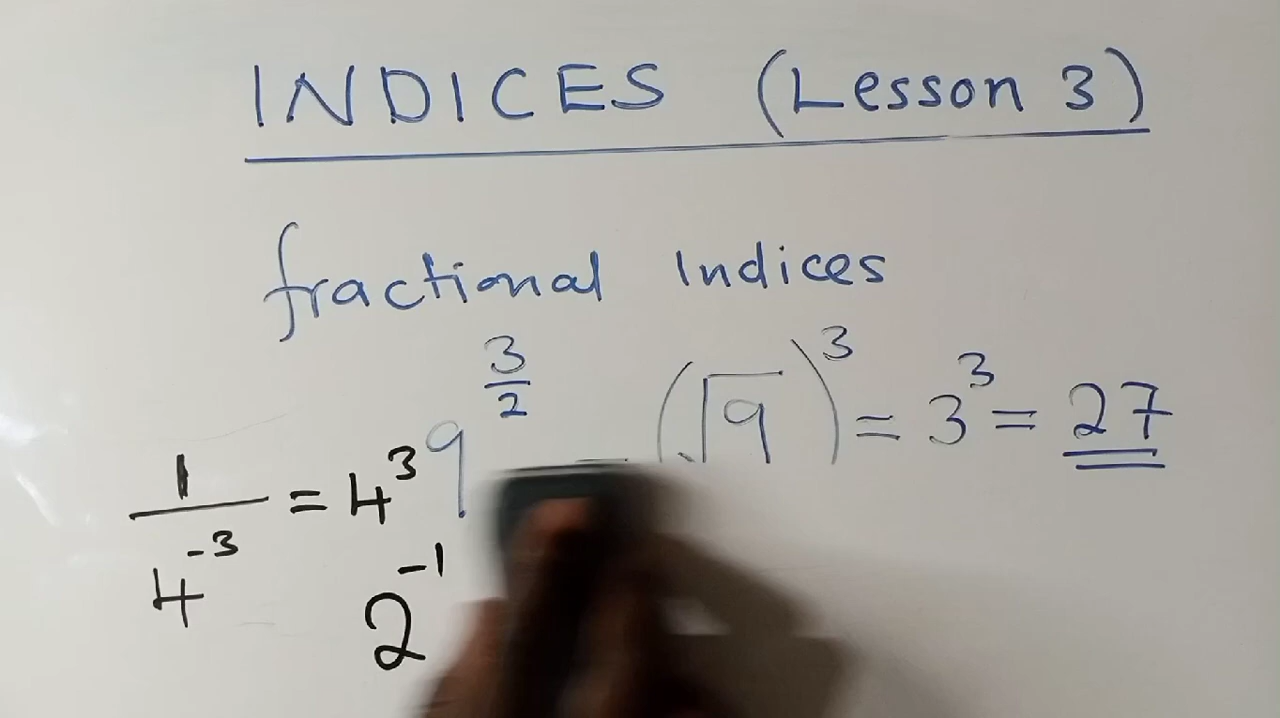 INDICES (Lesson 3)
fractional Indices
9^(3/2) = (√9)^3 = 3^3 = 27
1/4^-3 = 4^3
2^-1